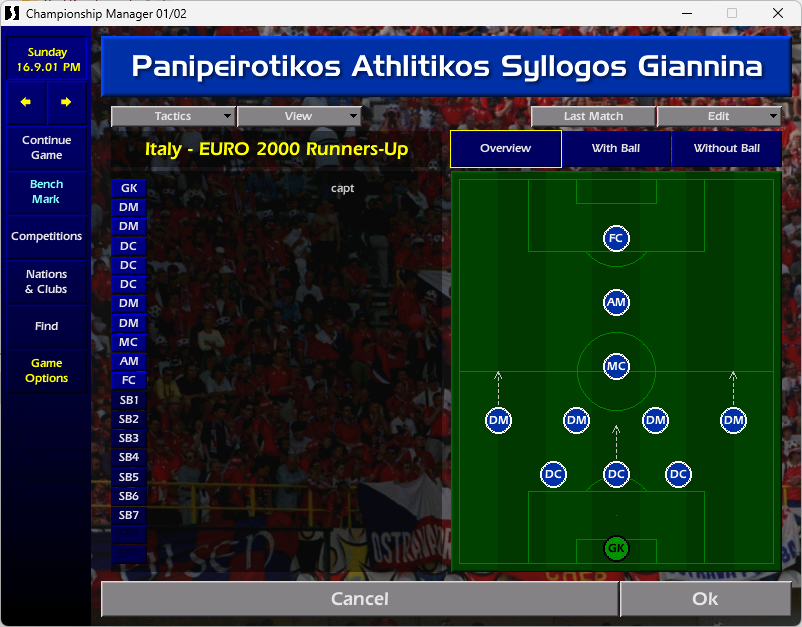 Championship Manager 01/02
Sunday
16.9.01 PM
Panipeirotikos Athlitikos Syllogos Giannina
Tactics
View
Last Match
Edit
Continue
Game
Bench
Mark
Competitions
Nations
& Clubs
Find
Game
Options
Italy - EURO 2000 Runners-Up
Overview
With Ball
Without Ball
GK capt
DM
DM
DC
DC
DC
DM
DM
MC
AM
FC
SB1
SB2
SB3
SB4
SB5
SB6
SB7
FC
AM
MC
DM DM DM DM
DC DC DC
GK
OSTRAVA
Cancel
Ok